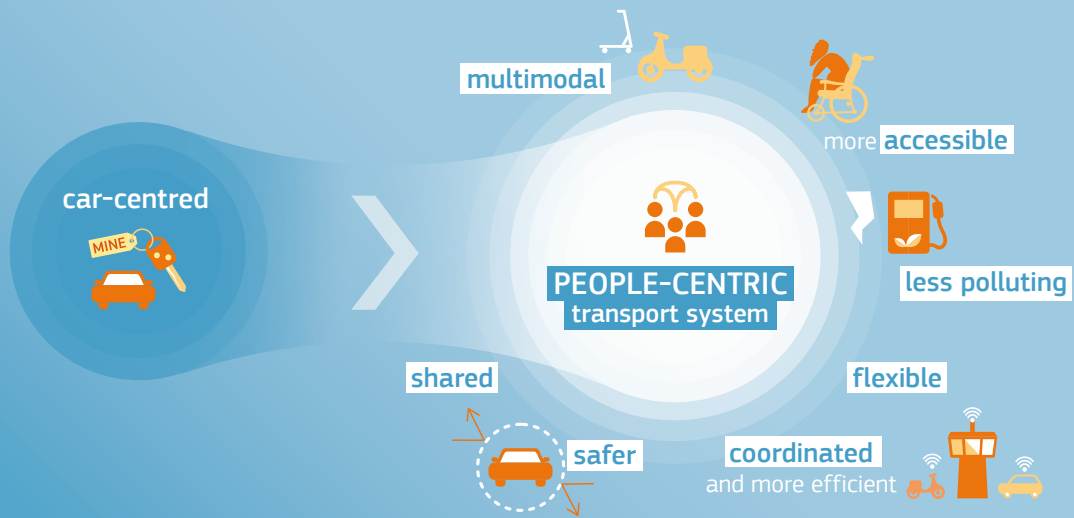 car-centred
MINE
multimodal
more accessible
PEOPLE-CENTRIC
transport system
less polluting
shared
flexible
safer
coordinated
and more efficient